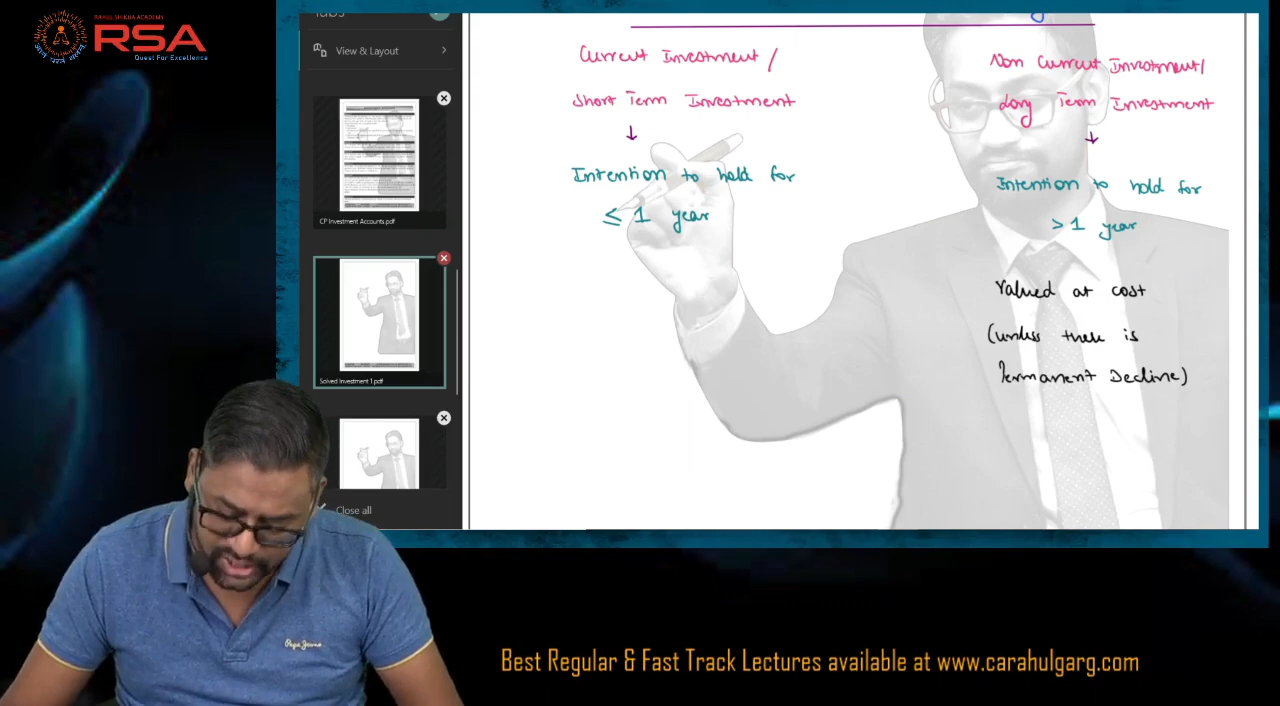 RAHUL SHIKHA ACADEMY
RSA
Quest For Excellence
View & Layout
CP Investment Accounts.pdf
Solved Investment 1.pdf
Close all
Current Investment /
Short Term Investment
↓
Intention to hold for
≤ 1 year
Non Current Investment/
Long Term Investment
↓
Intention to hold for
> 1 year
Valued at cost
(unless there is
Permanent Decline)
Pepe Jeans
Best Regular & Fast Track Lectures available at www.carahulgarg.com